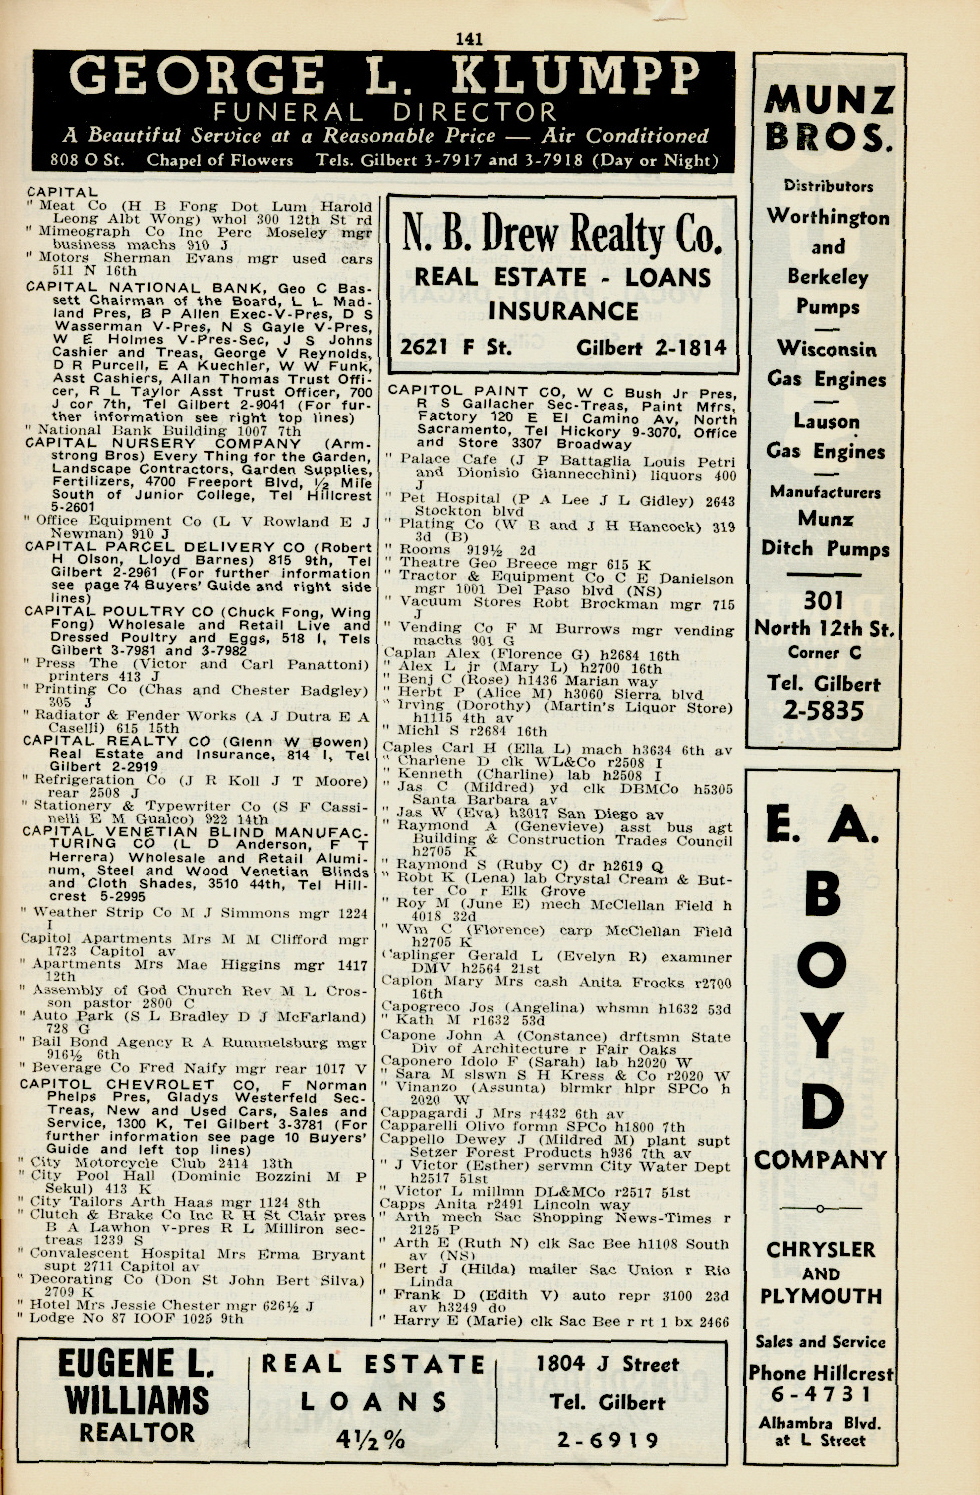 141
GEORGE L. KLUMPP
FUNERAL DIRECTOR
A Beautiful Service at a Reasonable Price — Air Conditioned
808 O St. Chapel of Flowers Tels. Gilbert 3-7917 and 3-7918 (Day or Night)
CAPITAL
" Meat Co (H B Fong Dot Lum Harold
Leong Albt Wong) whol 300 12th St rd
" Mimeograph Co Inc Perc Moseley mgr
business machs 910 J
" Motors Sherman Evans mgr used cars
511 N 16th
CAPITAL NATIONAL BANK, Geo C Bas-
sett Chairman of the Board, L L Mad-
land Pres, B P Allen Exec-V-Pres, D S
Wasserman V-Pres, N S Gayle V-Pres,
W E Holmes V-Pres-Sec, J S Johns
Cashier and Treas, George V Reynolds,
D R Purcell, E A Kuechler, W W Funk,
Asst Cashiers, Allan Thomas Trust Offi-
cer, R L Taylor Asst Trust Officer, 700
J cor 7th, Tel Gilbert 2-9041 (For fur-
ther information see right top lines)
" National Bank Building 1007 7th
CAPITAL NURSERY COMPANY (Arm-
strong Bros) Every Thing for the Garden,
Landscape Contractors, Garden Supplies,
Fertilizers, 4700 Freeport Blvd, ½ Mile
South of Junior College, Tel Hillcrest
5-2601
" Office Equipment Co (L V Rowland E J
Newman) 910 J
CAPITAL PARCEL DELIVERY CO (Robert
H Olson, Lloyd Barnes) 815 9th, Tel
Gilbert 2-2961 (For further information
see page 74 Buyers' Guide and right side
lines)
CAPITAL POULTRY CO (Chuck Fong, Wing
Fong) Wholesale and Retail Live and
Dressed Poultry and Eggs, 518 I, Tels
Gilbert 3-7981 and 3-7982
" Press The (Victor and Carl Panattoni)
printers 413 J
" Printing Co (Chas and Chester Badgley)
305 J
" Radiator & Fender Works (A J Dutra E A
Caselli) 615 15th
CAPITAL REALTY CO (Glenn W Bowen)
Real Estate and Insurance, 814 I, Tel
Gilbert 2-2919
" Refrigeration Co (J R Koll J T Moore)
rear 2508 J
" Stationery & Typewriter Co (S F Cassi-
nelli E M Gualco) 922 14th
CAPITAL VENETIAN BLIND MANUFAC-
TURING CO (L D Anderson, F T
Herrera) Wholesale and Retail Alumi-
num, Steel and Wood Venetian Blinds
and Cloth Shades, 3510 44th, Tel Hill-
crest 5-2995
" Weather Strip Co M J Simmons mgr 1224
I
Capitol Apartments Mrs M M Clifford mgr
1723 Capitol av
" Apartments Mrs Mae Higgins mgr 1417
12th
" Assembly of God Church Rev M L Cros-
son pastor 2800 C
" Auto Park (S L Bradley D J McFarland)
728 G
" Bail Bond Agency R A Rummelsburg mgr
916½ 6th
" Beverage Co Fred Naify mgr rear 1017 V
CAPITOL CHEVROLET CO, F Norman
Phelps Pres, Gladys Westerfeld Sec-
Treas, New and Used Cars, Sales and
Service, 1300 K, Tel Gilbert 3-3781 (For
further information see page 10 Buyers'
Guide and left top lines)
" City Motorcycle Club 2414 13th
" City Pool Hall (Dominic Bozzini M P
Sekul) 413 K
" City Tailors Arth Haas mgr 1124 8th
" Clutch & Brake Co Inc R H St Clair pres
B A Lawhon v-pres R L Milliron sec-
treas 1239 S
" Convalescent Hospital Mrs Erma Bryant
supt 2711 Capitol av
" Decorating Co (Don St John Bert Silva)
2709 K
" Hotel Mrs Jessie Chester mgr 626½ J
" Lodge No 87 IOOF 1025 9th
N. B. Drew Realty Co.
REAL ESTATE - LOANS
INSURANCE
2621 F St. Gilbert 2-1814
CAPITOL PAINT CO, W C Bush Jr Pres,
R S Gallacher Sec-Treas, Paint Mfrs,
Factory 120 E El Camino Av, North
Sacramento, Tel Hickory 9-3070, Office
and Store 3307 Broadway
" Palace Cafe (J P Battaglia Louis Petri
and Dionisio Giannecchini) liquors 400
J
" Pet Hospital (P A Lee J L Gidley) 2643
Stockton blvd
" Plating Co (W B and J H Hancock) 319
3d (B)
" Rooms 919½ 2d
" Theatre Geo Breece mgr 615 K
" Tractor & Equipment Co C E Danielson
mgr 1001 Del Paso blvd (NS)
" Vacuum Stores Robt Brockman mgr 715
J
" Vending Co F M Burrows mgr vending
machs 901 G
Caplan Alex (Florence G) h2684 16th
" Alex L jr (Mary L) h2700 16th
" Benj C (Rose) h1436 Marian way
" Herbt P (Alice M) h3060 Sierra blvd
" Irving (Dorothy) (Martin's Liquor Store)
h1115 4th av
" Michl S r2684 16th
Caples Carl H (Ella L) mach h3634 6th av
" Charlene D clk WL&Co r2508 I
" Kenneth (Charline) lab h2508 I
" Jas C (Mildred) yd clk DBMCo h5305
Santa Barbara av
" Jas W (Eva) h3017 San Diego av
" Raymond A (Genevieve) asst bus agt
Building & Construction Trades Council
h2705 K
" Raymond S (Ruby C) dr h2619 Q
" Robt K (Lena) lab Crystal Cream & But-
ter Co r Elk Grove
" Roy M (June E) mech McClellan Field h
4018 32d
" Wm C (Florence) carp McClellan Field
h2705 K
Caplinger Gerald L (Evelyn R) examiner
DMV h2564 21st
Caplon Mary Mrs cash Anita Frocks r2700
16th
Capogreco Jos (Angelina) whsmn h1632 53d
" Kath M r1632 53d
Capone John A (Constance) drftsmn State
Div of Architecture r Fair Oaks
Caponero Idolo F (Sarah) lab h2020 W
" Sara M slswn S H Kress & Co r2020 W
" Vinanzo (Assunta) blrmkr hlpr SPCo h
2020 W
Cappagardi J Mrs r4432 6th av
Capparelli Olivo formn SPCo h1800 7th
Cappello Dewey J (Mildred M) plant supt
Setzer Forest Products h936 7th av
" J Victor (Esther) servmn City Water Dept
h2517 51st
" Victor L millmn DL&MCo r2517 51st
Capps Anita r2491 Lincoln way
" Arth mech Sac Shopping News-Times r
2125 P
" Arth E (Ruth N) clk Sac Bee h1108 South
av (NS)
" Bert J (Hilda) mailer Sac Union r Rio
Linda
" Frank D (Edith V) auto repr 3100 23d
av h3249 do
" Harry E (Marie) clk Sac Bee r rt 1 bx 2466
MUNZ
BROS.
Distributors
Worthington
and
Berkeley
Pumps
Wisconsin
Gas Engines
Lauson
Gas Engines
Manufacturers
Munz
Ditch Pumps
301
North 12th St.
Corner C
Tel. Gilbert
2-5835
E. A.
B
O
Y
D
COMPANY
CHRYSLER
AND
PLYMOUTH
Sales and Service
Phone Hillcrest
6-4731
Alhambra Blvd.
at L Street
EUGENE L.
WILLIAMS
REALTOR
REAL ESTATE
LOANS
4½%
1804 J Street
Tel. Gilbert
2-6919